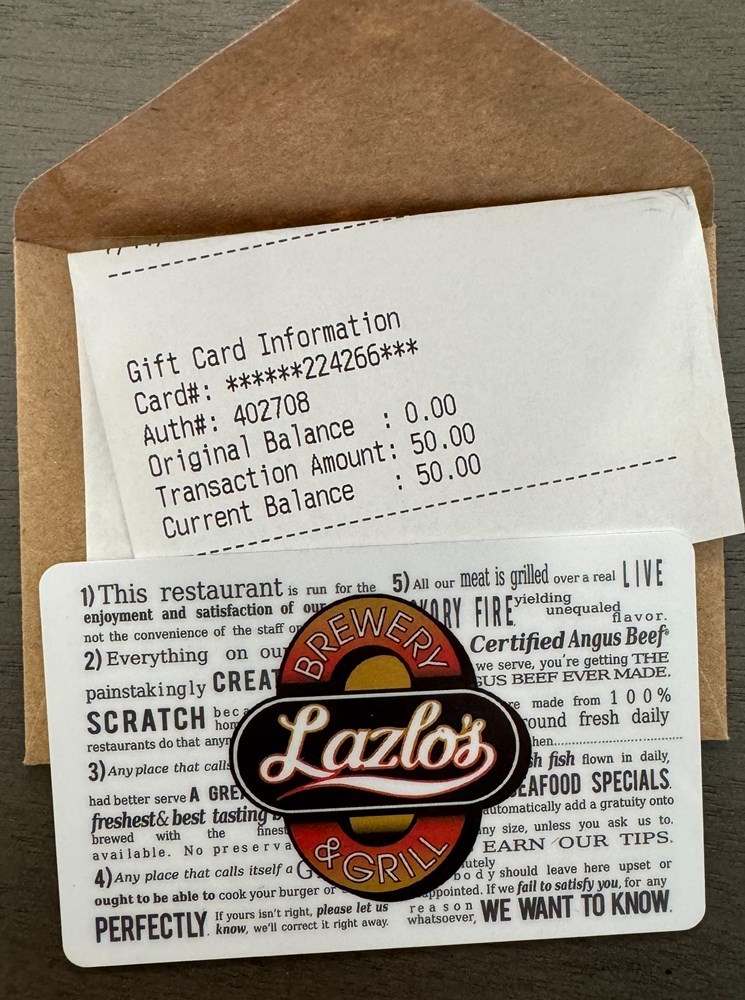 Gift Card Information
Card#: ******224266***
Auth#: 402708
Original Balance : 0.00
Transaction Amount: 50.00
Current Balance : 50.00
1) This restaurant is run for the
enjoyment and satisfaction of our
not the convenience of the staff or
2) Everything on our
painstakingly
SCRATCH
restaurants do that
3) Any place that calls
had better serve A
freshest & best tasting
brewed with the finest
available. No
4) Any place that calls itself a
ought to be able to cook your burger or
PERFECTLY. If yours isn't right, please let us
know, we'll correct it right away.
BREWERY
Lazlo's
& GRILL
5) All our meat is grilled over a real LIVE
FIRE yielding
unequaled
flavor.
Certified Angus Beef®
we serve, you're getting THE
BEEF EVER MADE.
made from 100%
fresh daily
fish flown in daily,
SPECIALS.
automatically add a gratuity onto
size, unless you ask us to.
EARN OUR TIPS.
should leave here upset or
If we fail to satisfy you, for any
reason
whatsoever, WE WANT TO KNOW.